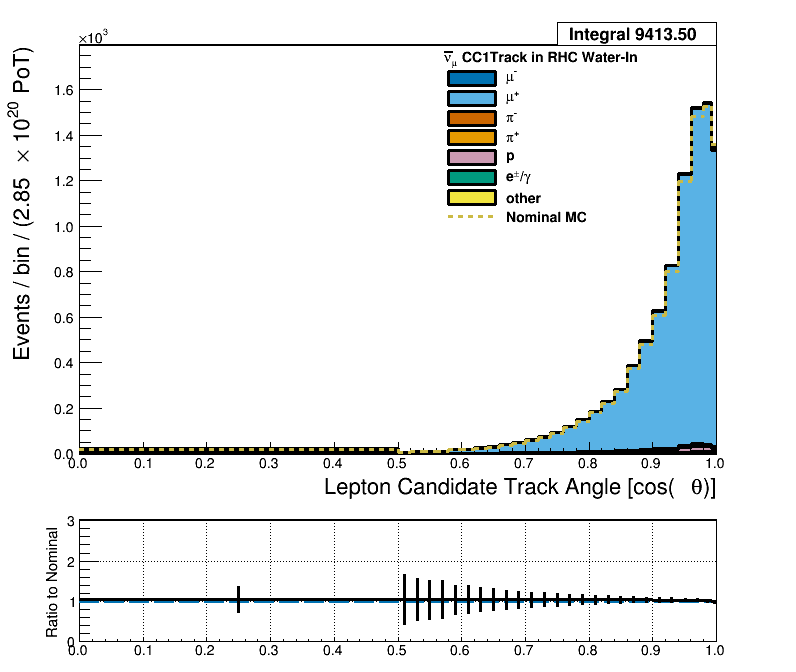 ×10³
Integral 9413.50
ν̅μ CC1Track in RHC Water-In
μ⁻
μ⁺
π⁻
π⁺
p
e±/γ
other
Nominal MC
Events / bin / (2.85 × 10²⁰ PoT)
1.6
1.4
1.2
1.0
0.8
0.6
0.4
0.2
0.0
0.0 0.1 0.2 0.3 0.4 0.5 0.6 0.7 0.8 0.9 1.0
Lepton Candidate Track Angle [cos( θ)]
Ratio to Nominal
3
2
1
0
0.0 0.1 0.2 0.3 0.4 0.5 0.6 0.7 0.8 0.9 1.0